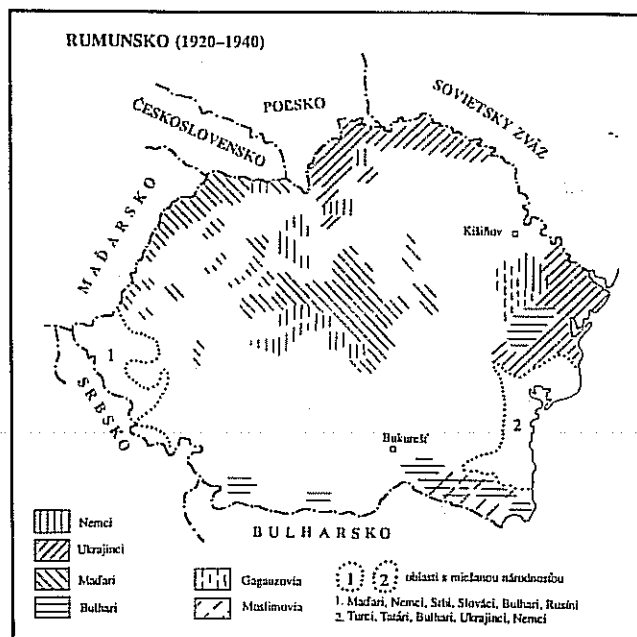 RUMUNSKO (1920–1940)
POĽSKO
SOVIETSKY ZVÄZ
ČESKOSLOVENSKO
MAĎARSKO
Kišiňov
1
SRBSKO
2
Bukurešť
BULHARSKO
Nemci
Ukrajinci
Maďari
Bulhari
Gagauzovia
Moslimovia
1 2 oblasti s miešanou národnosťou
1. Maďari, Nemci, Srbi, Slováci, Bulhari, Rusíni
2. Turci, Tatári, Bulhari, Ukrajinci, Nemci